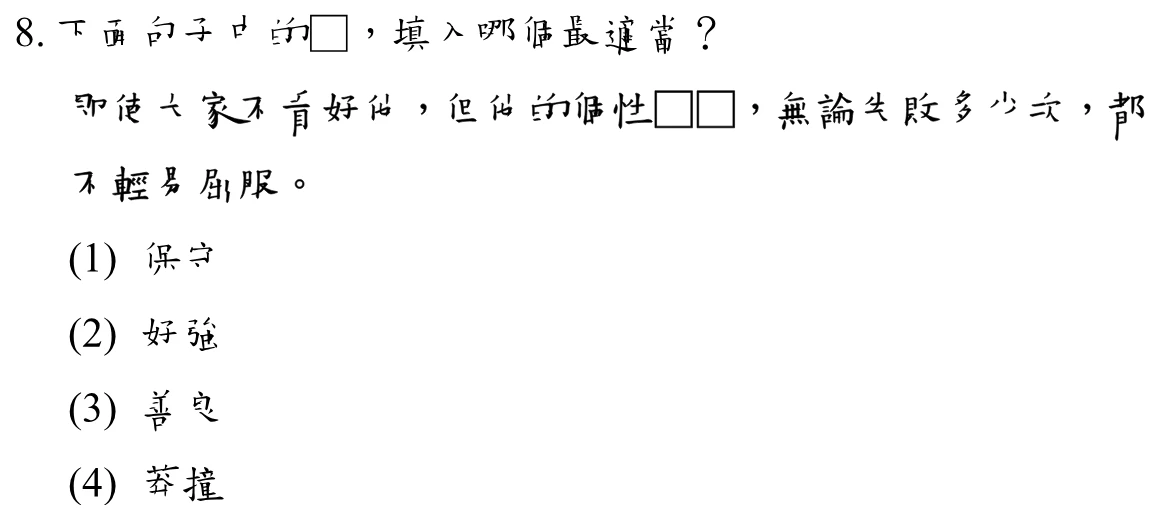 8. 下面句子中的□，填入哪個最適當？
即使大家不看好他，但他的個性□□，無論失敗多少次，都
不輕易屈服。
(1) 保守
(2) 好強
(3) 善良
(4) 莽撞